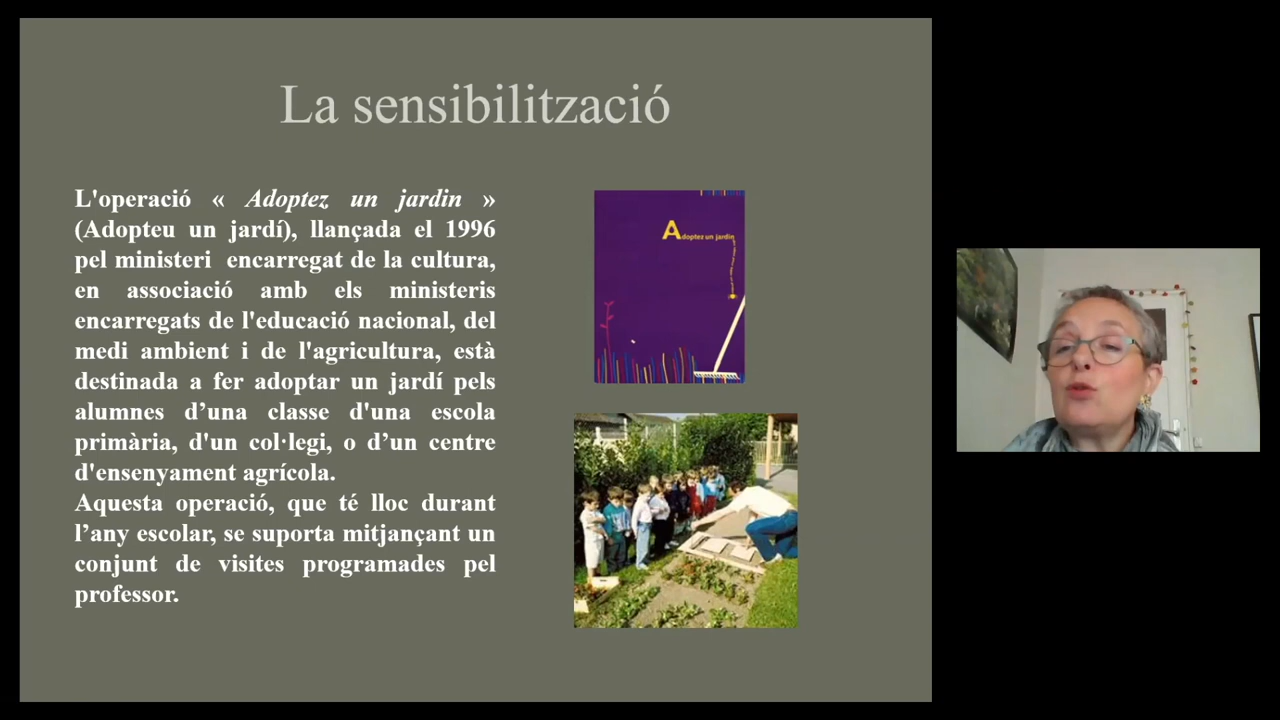 La sensibilització
L'operació « Adoptez un jardin »
(Adopteu un jardí), llançada el 1996
pel ministeri encarregat de la cultura,
en associació amb els ministeris
encarregats de l'educació nacional, del
medi ambient i de l'agricultura, està
destinada a fer adoptar un jardí pels
alumnes d’una classe d'una escola
primària, d'un col·legi, o d’un centre
d'ensenyament agrícola.
Aquesta operació, que té lloc durant
l’any escolar, se suporta mitjançant un
conjunt de visites programades pel
professor.
Adoptez un jardin